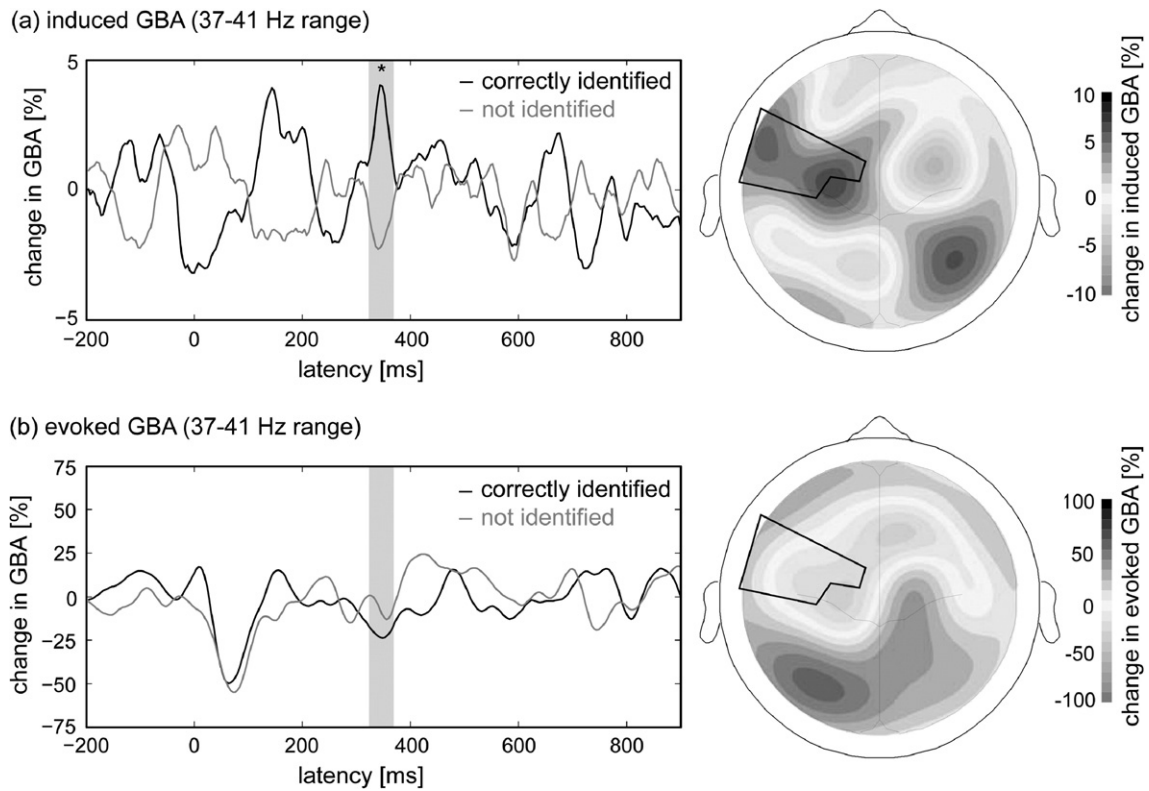 (a) induced GBA (37-41 Hz range)
5
0
−5
change in GBA [%]
*
correctly identified
not identified
−200 0 200 400 600 800
latency [ms]
10
5
0
-5
-10
change in induced GBA [%]
(b) evoked GBA (37-41 Hz range)
75
50
25
0
−25
−50
−75
change in GBA [%]
correctly identified
not identified
−200 0 200 400 600 800
latency [ms]
100
50
0
-50
-100
change in evoked GBA [%]